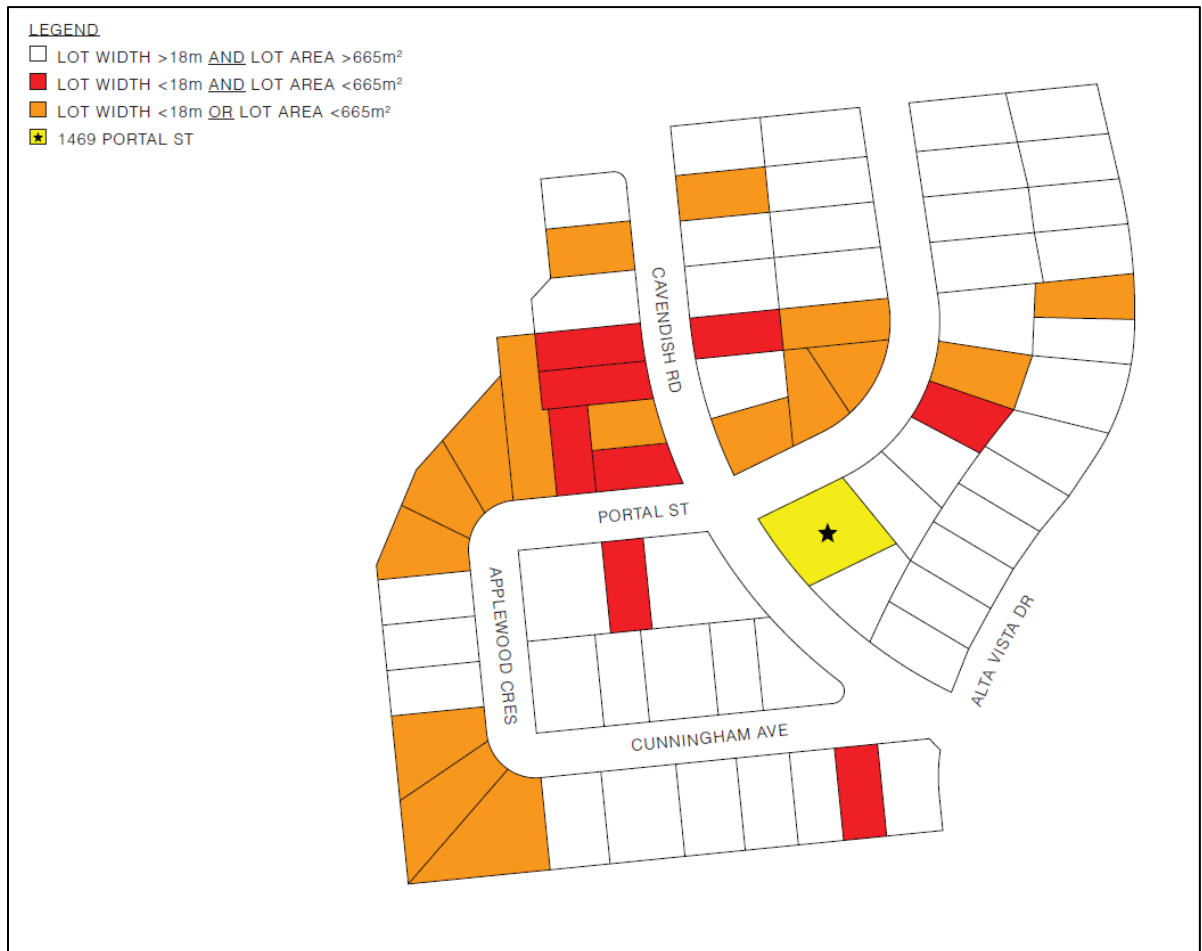 LEGEND
LOT WIDTH >18m AND LOT AREA >665m²
LOT WIDTH <18m AND LOT AREA <665m²
LOT WIDTH <18m OR LOT AREA <665m²
1469 PORTAL ST
CAVENDISH RD
PORTAL ST
APPLEWOOD CRES
ALTA VISTA DR
CUNNINGHAM AVE